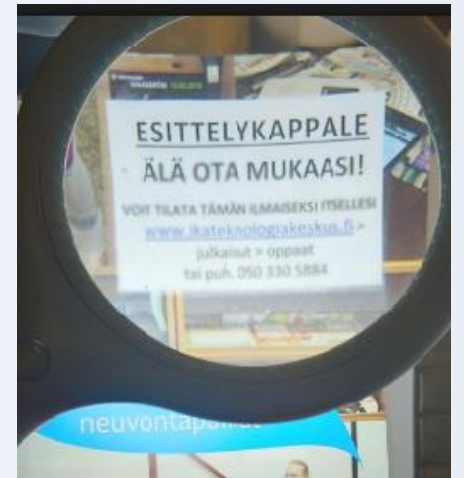 ESITTELYKAPPALE
ÄLÄ OTA MUKAASI!
VOIT TILATA TÄMÄN ILMAISEKSI ITSELLESI
www.ikateknologiakeskus.fi >
julkaisut > oppaat
tai puh. 050 330 5884